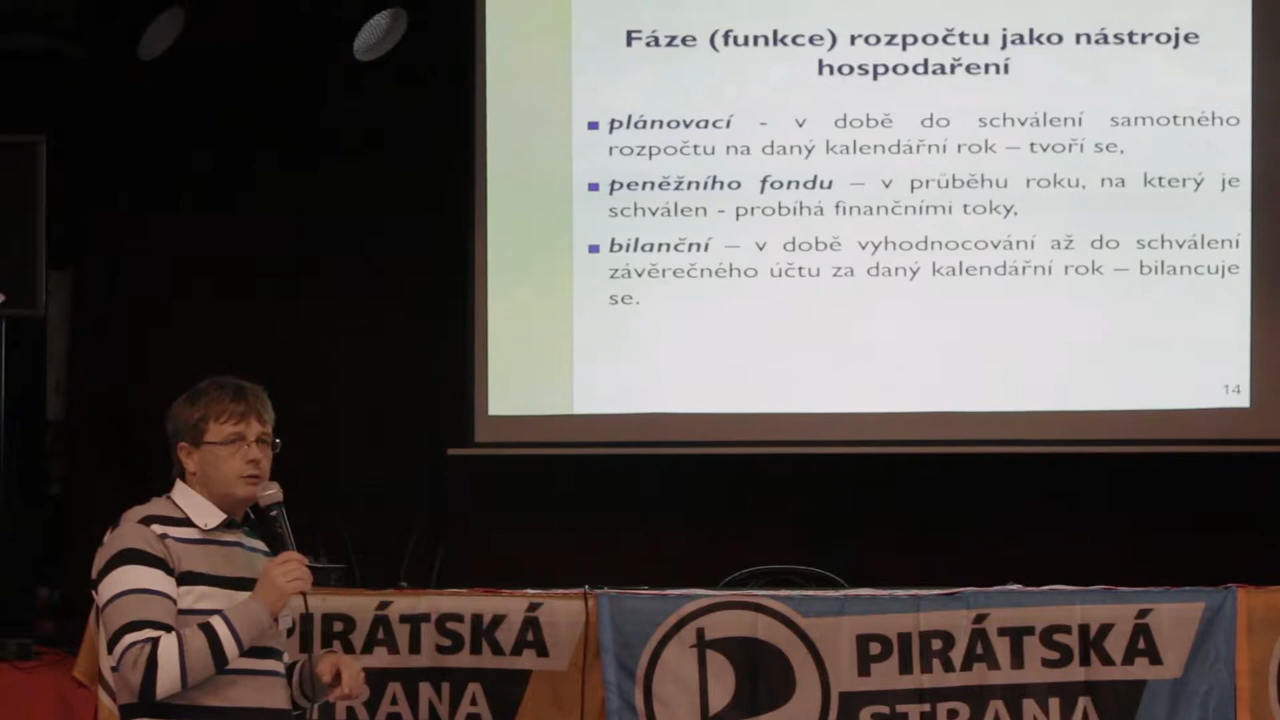 Fáze (funkce) rozpočtu jako nástroje
hospodaření
plánovací - v době do schválení samotného
rozpočtu na daný kalendářní rok – tvoří se,
peněžního fondu – v průběhu roku, na který je
schválen - probíhá finančními toky,
bilanční – v době vyhodnocování až do schválení
závěrečného účtu za daný kalendářní rok – bilancuje
se.
14
PIRÁTSKÁ
STRANA
PIRÁTSKÁ
STRANA